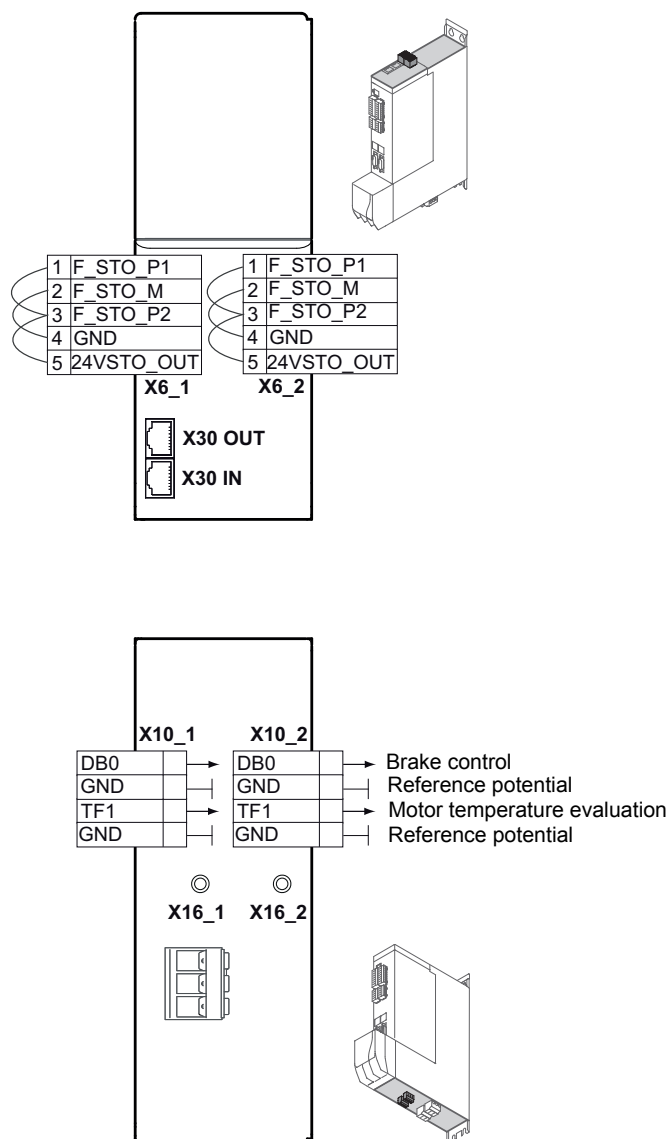 1 F_STO_P1
2 F_STO_M
3 F_STO_P2
4 GND
5 24VSTO_OUT
X6_1
1 F_STO_P1
2 F_STO_M
3 F_STO_P2
4 GND
5 24VSTO_OUT
X6_2
X30 OUT
X30 IN
X10_1 X10_2
DB0 DB0 Brake control
GND GND Reference potential
TF1 TF1 Motor temperature evaluation
GND GND Reference potential
X16_1 X16_2